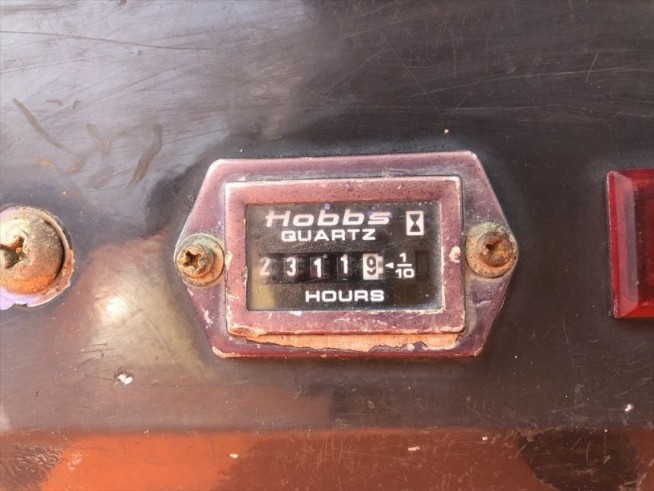 Hobbs
QUARTZ
23119 ◄ 1/10
HOURS